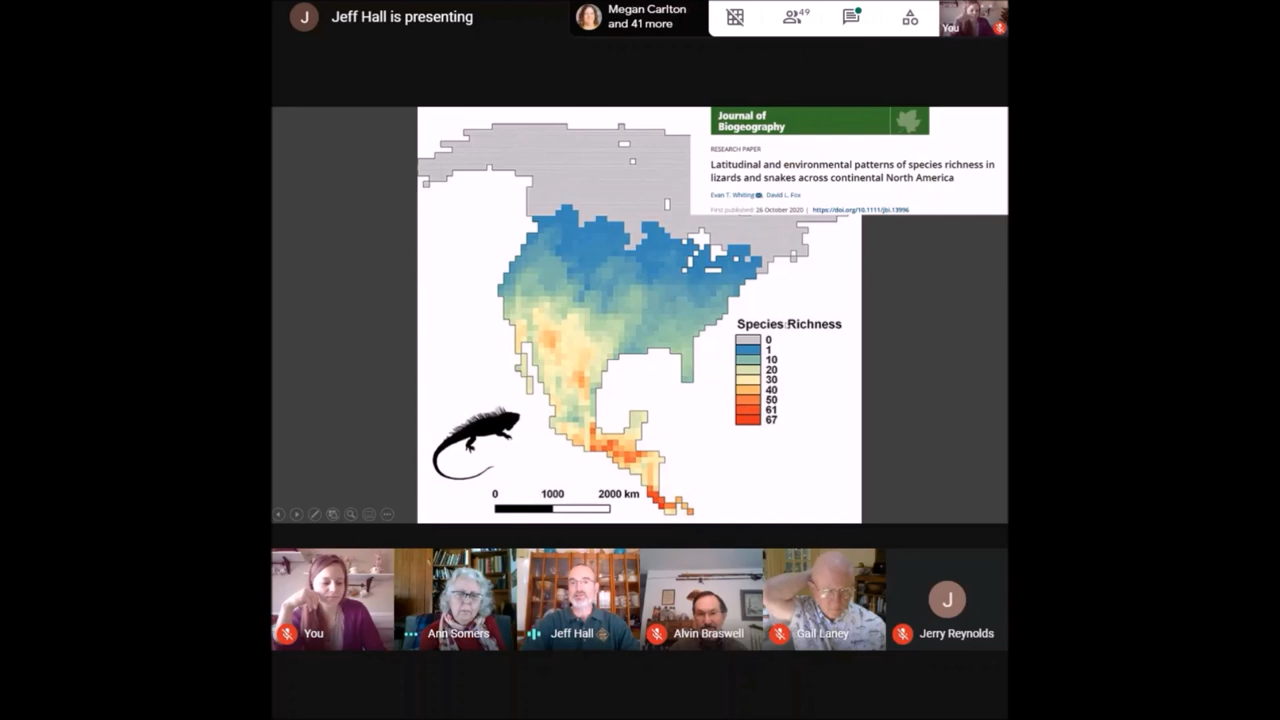 J
Jeff Hall is presenting
Megan Carlton
and 41 more
49
You
Journal of
Biogeography
RESEARCH PAPER
Latitudinal and environmental patterns of species richness in
lizards and snakes across continental North America
Evan T. Whiting, David L. Fox
First published: 26 October 2020 | https://doi.org/10.1111/jbi.13996
Species Richness
0
1
10
20
30
40
50
61
67
0 1000 2000 km
You
Ann Somers
Jeff Hall
Alvin Braswell
Gail Laney
J
Jerry Reynolds